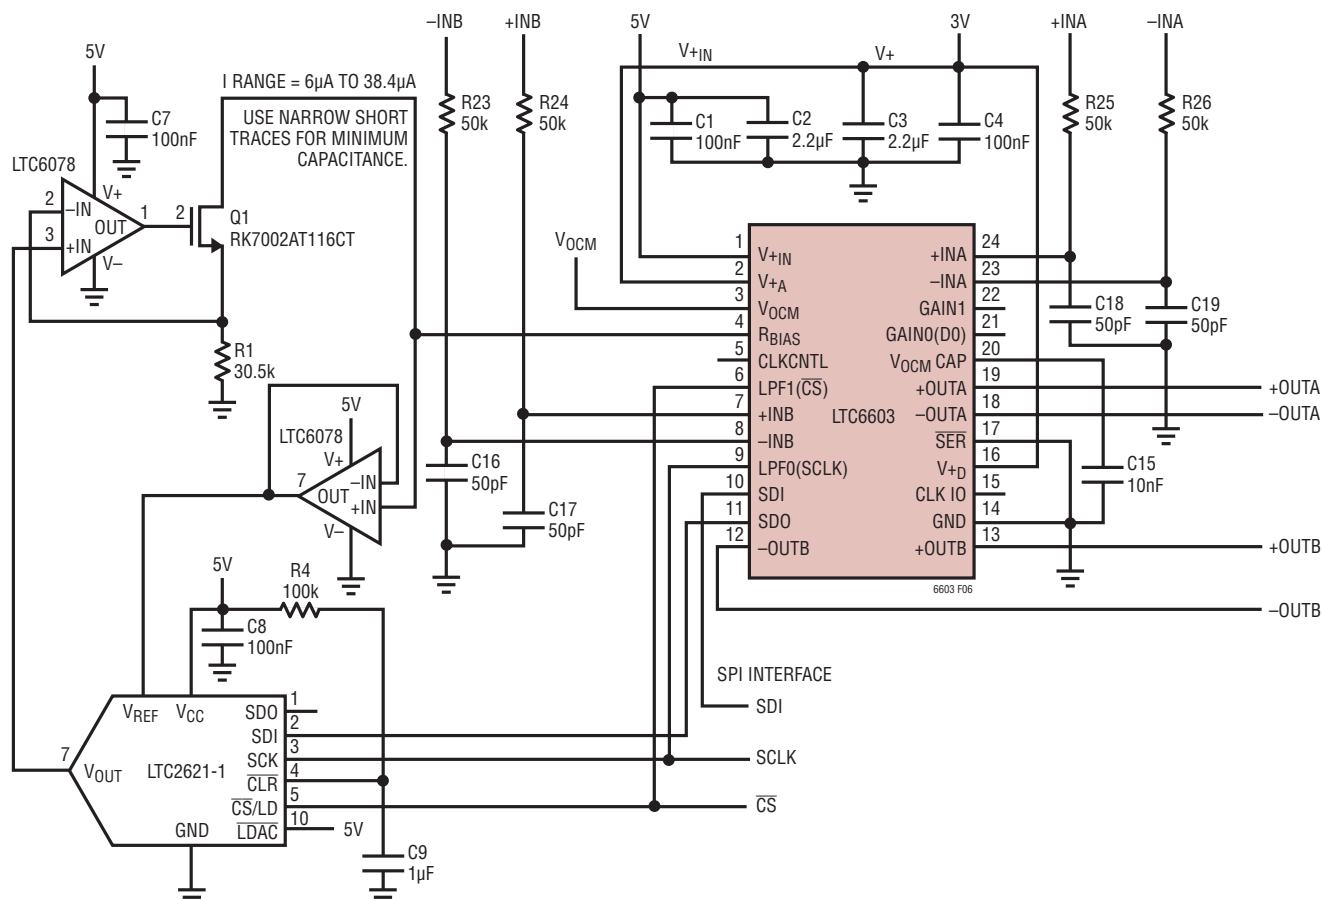 –INB
+INB
5V
3V
+INA
–INA
5V
V+IN
V+
I RANGE = 6µA TO 38.4µA
USE NARROW SHORT
TRACES FOR MINIMUM
CAPACITANCE.
C7
100nF
R23
50k
R24
50k
C1
100nF
C2
2.2µF
C3
2.2µF
C4
100nF
R25
50k
R26
50k
LTC6078
2
–IN
3
+IN
V+
OUT
V–
1
2
Q1
RK7002AT116CT
R1
30.5k
VOCM
1
V+IN
2
V+A
3
VOCM
4
RBIAS
5
CLKCNTL
6
LPF1(CS)
7
+INB
8
–INB
9
LPF0(SCLK)
10
SDI
11
SDO
12
–OUTB
LTC6603
24
+INA
23
–INA
22
GAIN1
21
GAIN0(D0)
20
VOCM CAP
19
+OUTA
18
–OUTA
17
SER
16
V+D
15
CLK IO
14
GND
13
+OUTB
6603 F06
C18
50pF
C19
50pF
+OUTA
–OUTA
C15
10nF
+OUTB
–OUTB
5V
LTC6078
V+
7
OUT
–IN
+IN
V–
C16
50pF
C17
50pF
5V
R4
100k
C8
100nF
SPI INTERFACE
SDI
SCLK
CS
VREF
VCC
7
VOUT
LTC2621-1
GND
1
SDO
2
SDI
3
SCK
4
CLR
5
CS/LD
10
LDAC
5V
C9
1µF